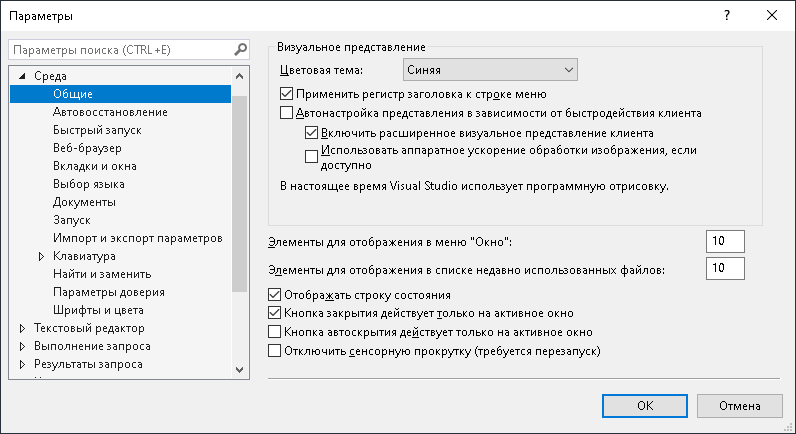 Параметры
Параметры поиска (CTRL+E)
Среда
Общие
Автовосстановление
Быстрый запуск
Веб-браузер
Вкладки и окна
Выбор языка
Документы
Запуск
Импорт и экспорт параметров
Клавиатура
Найти и заменить
Параметры доверия
Шрифты и цвета
Текстовый редактор
Выполнение запроса
Результаты запроса
Визуальное представление
Цветовая тема:
Синяя
Применить регистр заголовка к строке меню
Автонастройка представления в зависимости от быстродействия клиента
Включить расширенное визуальное представление клиента
Использовать аппаратное ускорение обработки изображения, если
доступно
В настоящее время Visual Studio использует программную отрисовку.
Элементы для отображения в меню "Окно":
10
Элементы для отображения в списке недавно использованных файлов:
10
Отображать строку состояния
Кнопка закрытия действует только на активное окно
Кнопка автоскрытия действует только на активное окно
Отключить сенсорную прокрутку (требуется перезапуск)
OK
Отмена